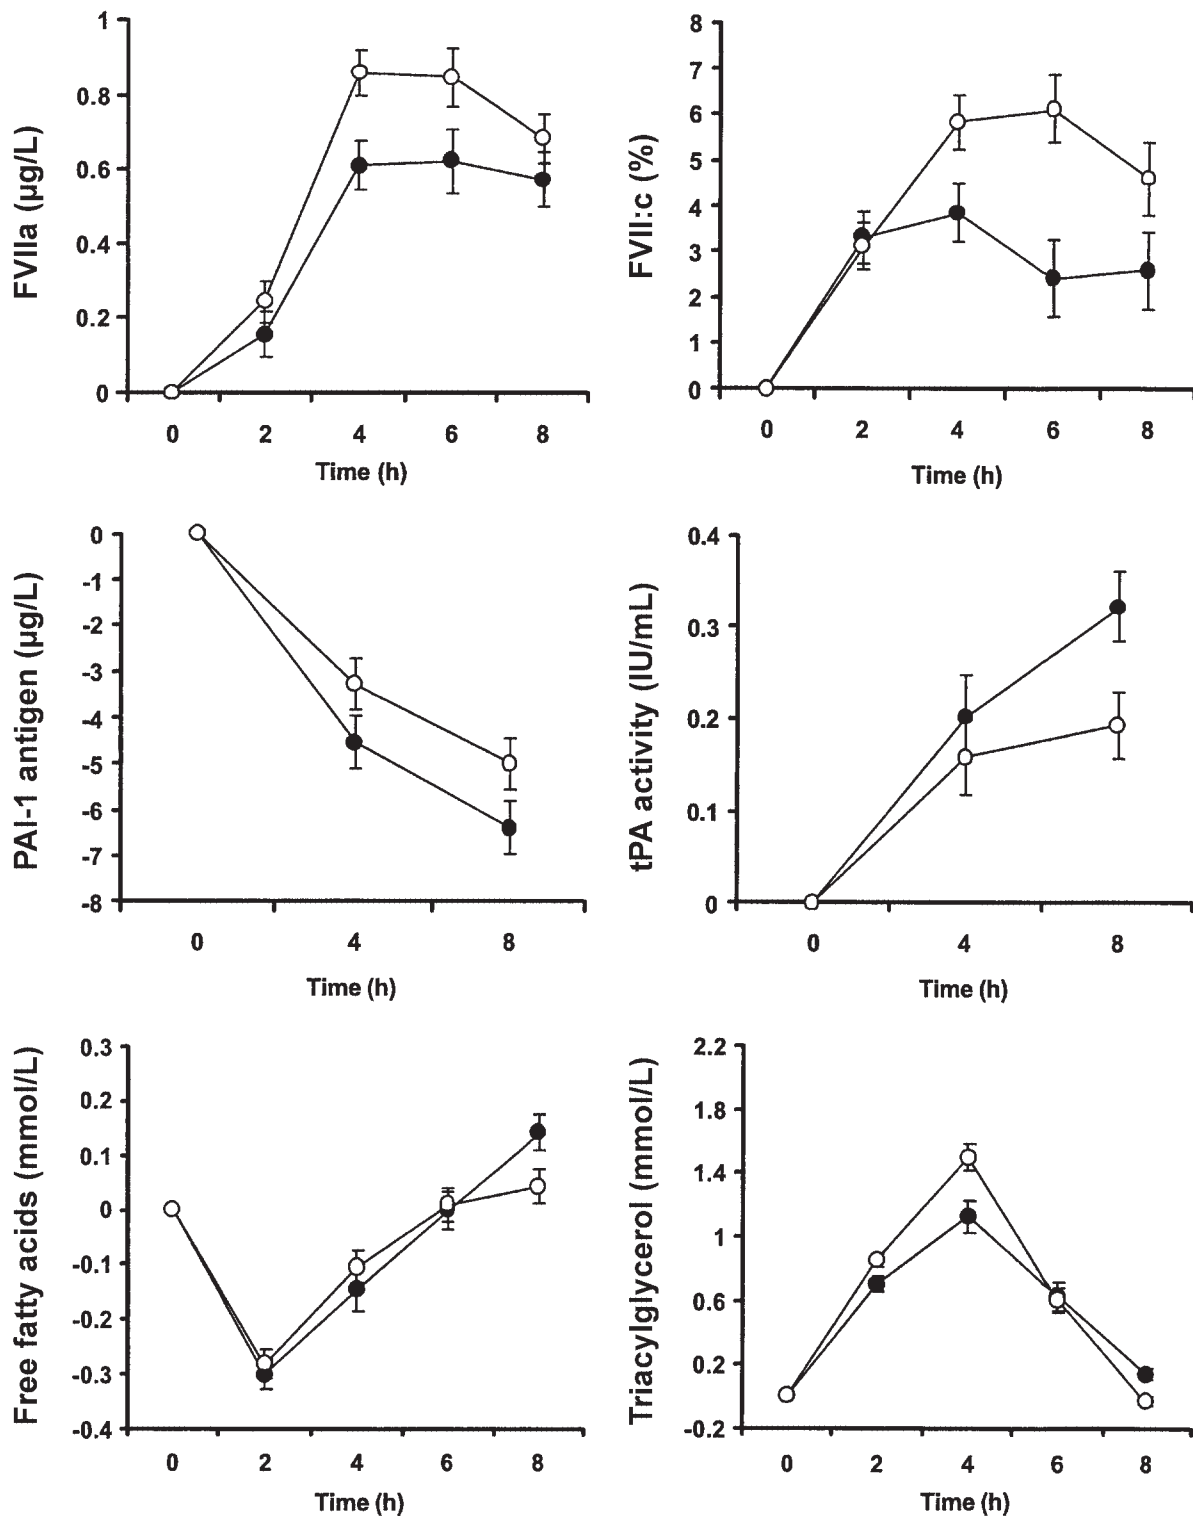 FVIIa (µg/L)
1
0.8
0.6
0.4
0.2
0
0 2 4 6 8
Time (h)
FVII:c (%)
8
7
6
5
4
3
2
1
0
0 2 4 6 8
Time (h)
PAI-1 antigen (µg/L)
0
-1
-2
-3
-4
-5
-6
-7
-8
0 4 8
Time (h)
tPA activity (IU/mL)
0.4
0.3
0.2
0.1
0
0 4 8
Time (h)
Free fatty acids (mmol/L)
0.3
0.2
0.1
0
-0.1
-0.2
-0.3
-0.4
0 2 4 6 8
Time (h)
Triacylglycerol (mmol/L)
2.2
1.8
1.4
1
0.6
0.2
-0.2
0 2 4 6 8
Time (h)